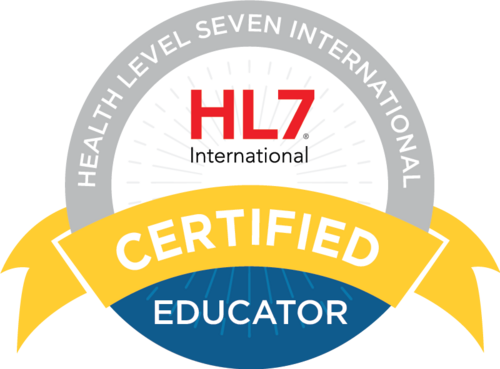 HEALTH LEVEL SEVEN INTERNATIONAL
HL7®
International
CERTIFIED
EDUCATOR